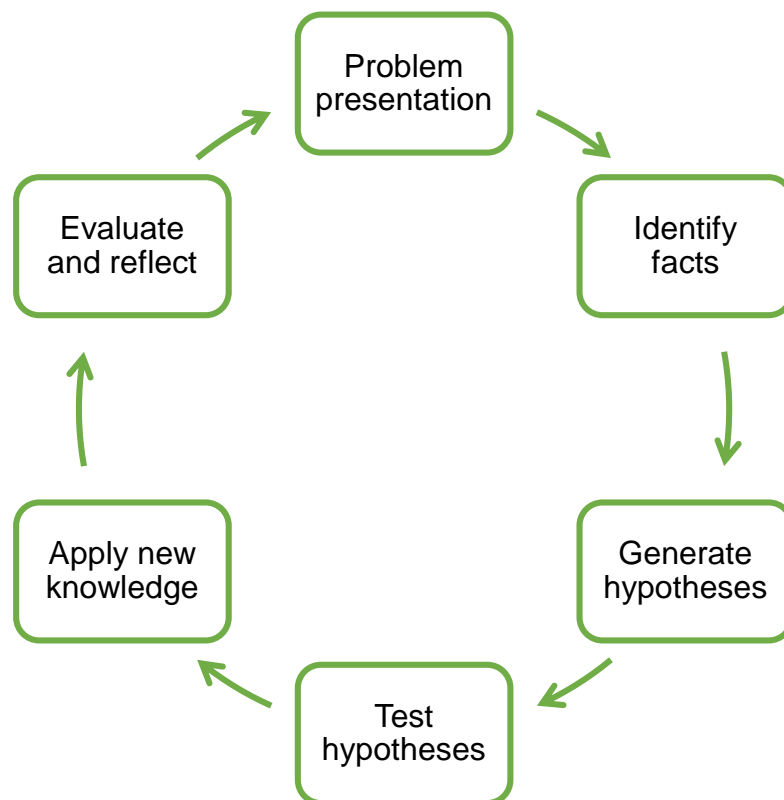 Problem
presentation
Identify
facts
Generate
hypotheses
Test
hypotheses
Apply new
knowledge
Evaluate
and reflect